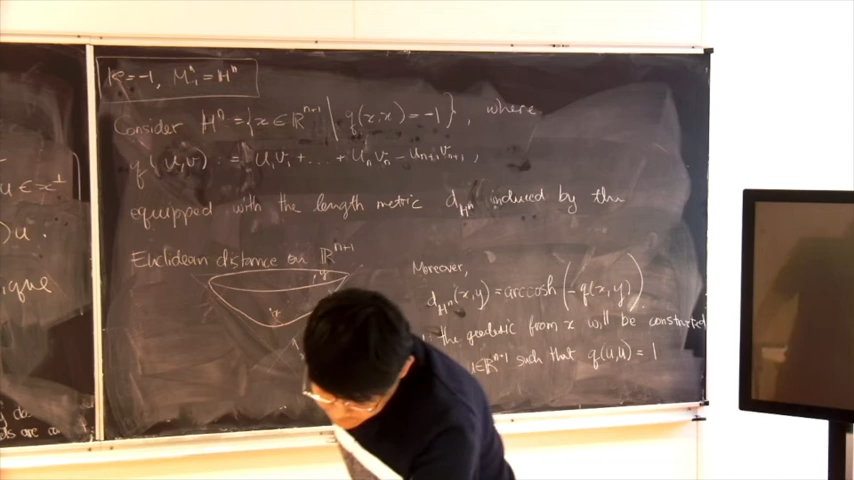 u ∈ x^⊥
)u.
ique
K=-1, M^n_{-1} = H^n
Consider H^n = {x ∈ R^{n+1} | q(x,x) = -1}, where
q(u,v) := u_1v_1 + ... + u_nv_n - u_{n+1}v_{n+1},
equipped with the length metric d_{H^n} induced by the
Euclidean distance on R^{n+1}.
y
x
Moreover,
d_{H^n}(x,y) = arccosh(-q(x,y))
the geodesic from x will be constructed
u∈R^{n+1} such that q(u,u) = 1